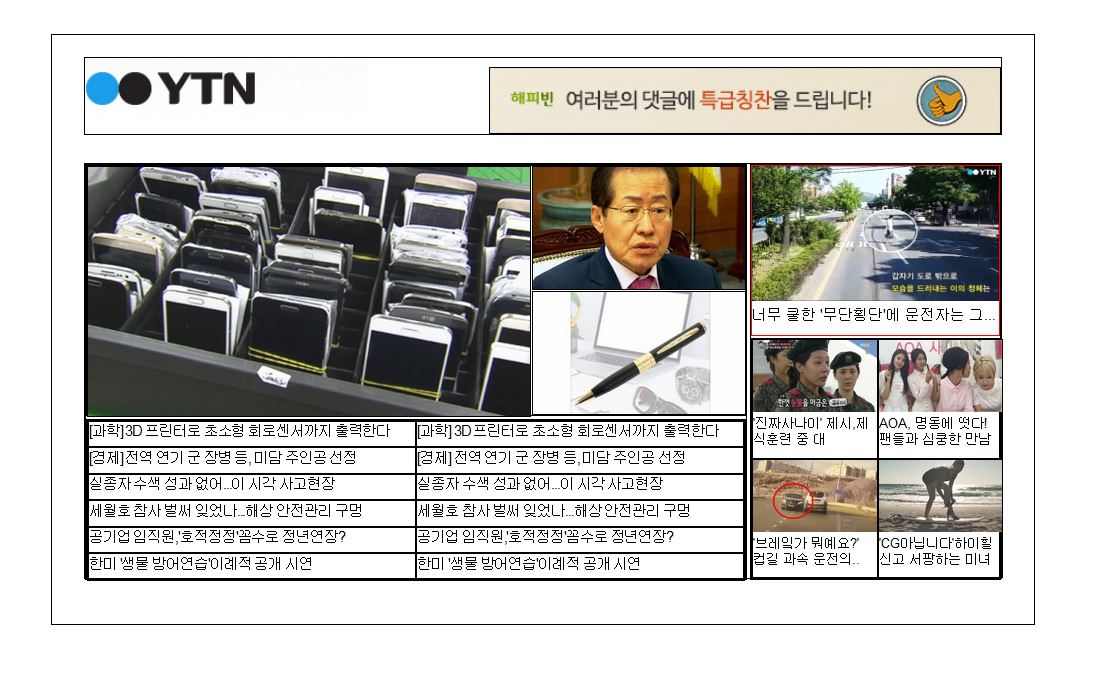 YTN
해피빈 여러분의 댓글에 특급칭찬을 드립니다!
YTN
갑자기 도로 밖으로
모습을 드러내는 이의 정체는
너무 쿨한 '무단횡단'에 운전자는 그...
한껏 눈물을 머금은
AOA 사
'진짜사나이' 제시,제
식훈련 중 대
AOA, 명동에 떳다!
팬들과 심쿵한 만남
'브레잌가 뭐예요?'
컵길 과속 운전의..
'CG아닙니다'하이힐
신고 서팡하는 미녀
[과학]3D프린터로 초소형 회로센서까지 출력한다
[과학]3D프린터로 초소형 회로센서까지 출력한다
[경제]전역 연기 군 장병 등,미담 주인공 선정
[경제]전역 연기 군 장병 등,미담 주인공 선정
실종자 수색 성과 없어...이 시각 사고현장
실종자 수색 성과 없어...이 시각 사고현장
세월호 참사 벌써 잊었나...해상 안전관리 구멍
세월호 참사 벌써 잊었나...해상 안전관리 구멍
공기업 임직원,'호적정정'꼼수로 정년연장?
공기업 임직원,'호적정정'꼼수로 정년연장?
한미 '생물 방어연습'이례적 공개 시연
한미 '생물 방어연습'이례적 공개 시연